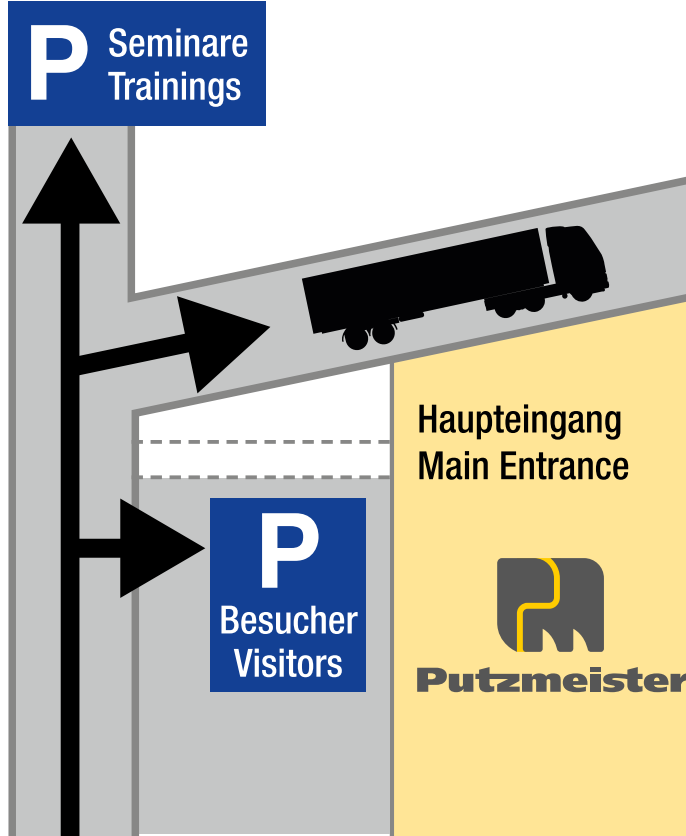 P
Seminare
Trainings
Haupteingang
Main Entrance
P
Besucher
Visitors
Putzmeister